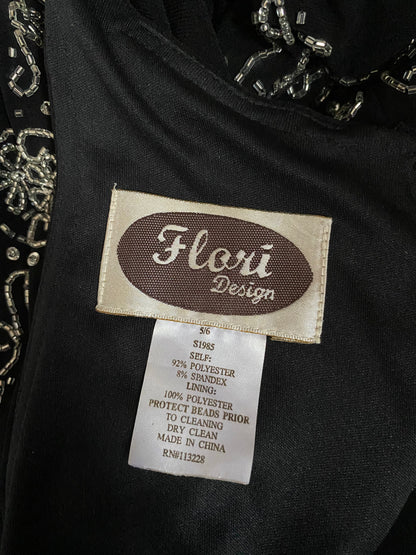 Flori
Design
5/6
S1985
SELF:
92% POLYESTER
8% SPANDEX
LINING:
100% POLYESTER
PROTECT BEADS PRIOR
TO CLEANING
DRY CLEAN
MADE IN CHINA
RN#113228